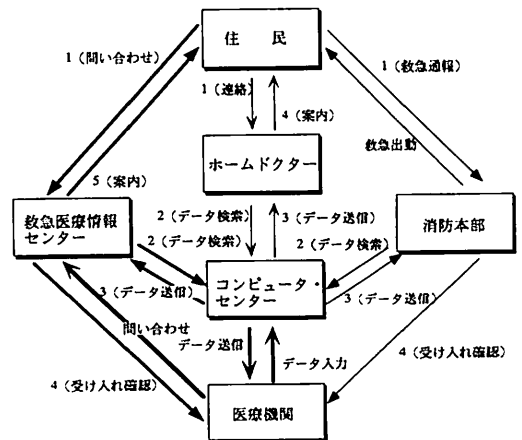 住　民
1（問い合わせ）
1（救急通報）
1（連絡）
4（案内）
救急出動
ホームドクター
5（案内）
救急医療情報
センター
消防本部
2（データ検索）
3（データ送信）
2（データ検索）
2（データ検索）
コンピュータ・
センター
3（データ送信）
3（データ送信）
問い合わせ
データ送信
データ入力
4（受け入れ確認）
4（受け入れ確認）
医療機関